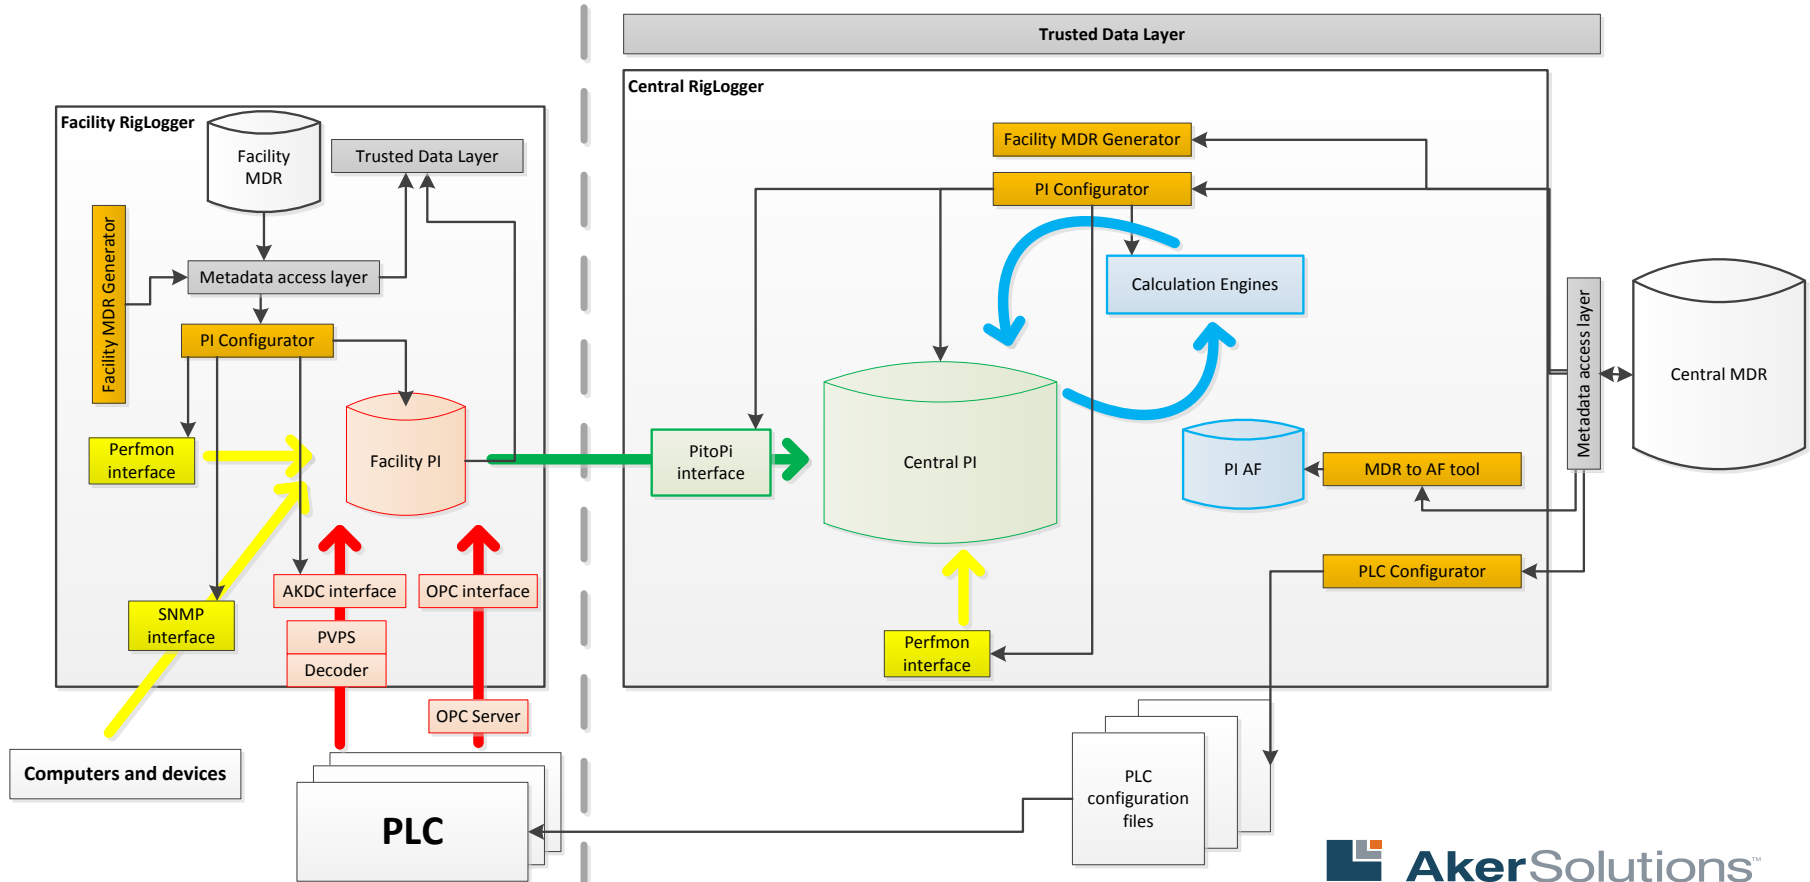 Trusted Data Layer
Central RigLogger
Facility RigLogger
Facility
MDR
Trusted Data Layer
Facility MDR Generator
Metadata access layer
PI Configurator
Perfmon
interface
Facility PI
SNMP
interface
AKDC interface
PVPS
Decoder
OPC interface
OPC Server
Computers and devices
PLC
Facility MDR Generator
PI Configurator
Calculation Engines
PitoPi
interface
Central PI
PI AF
MDR to AF tool
PLC Configurator
Perfmon
interface
Metadata access layer
Central MDR
PLC
configuration
files
AkerSolutions™